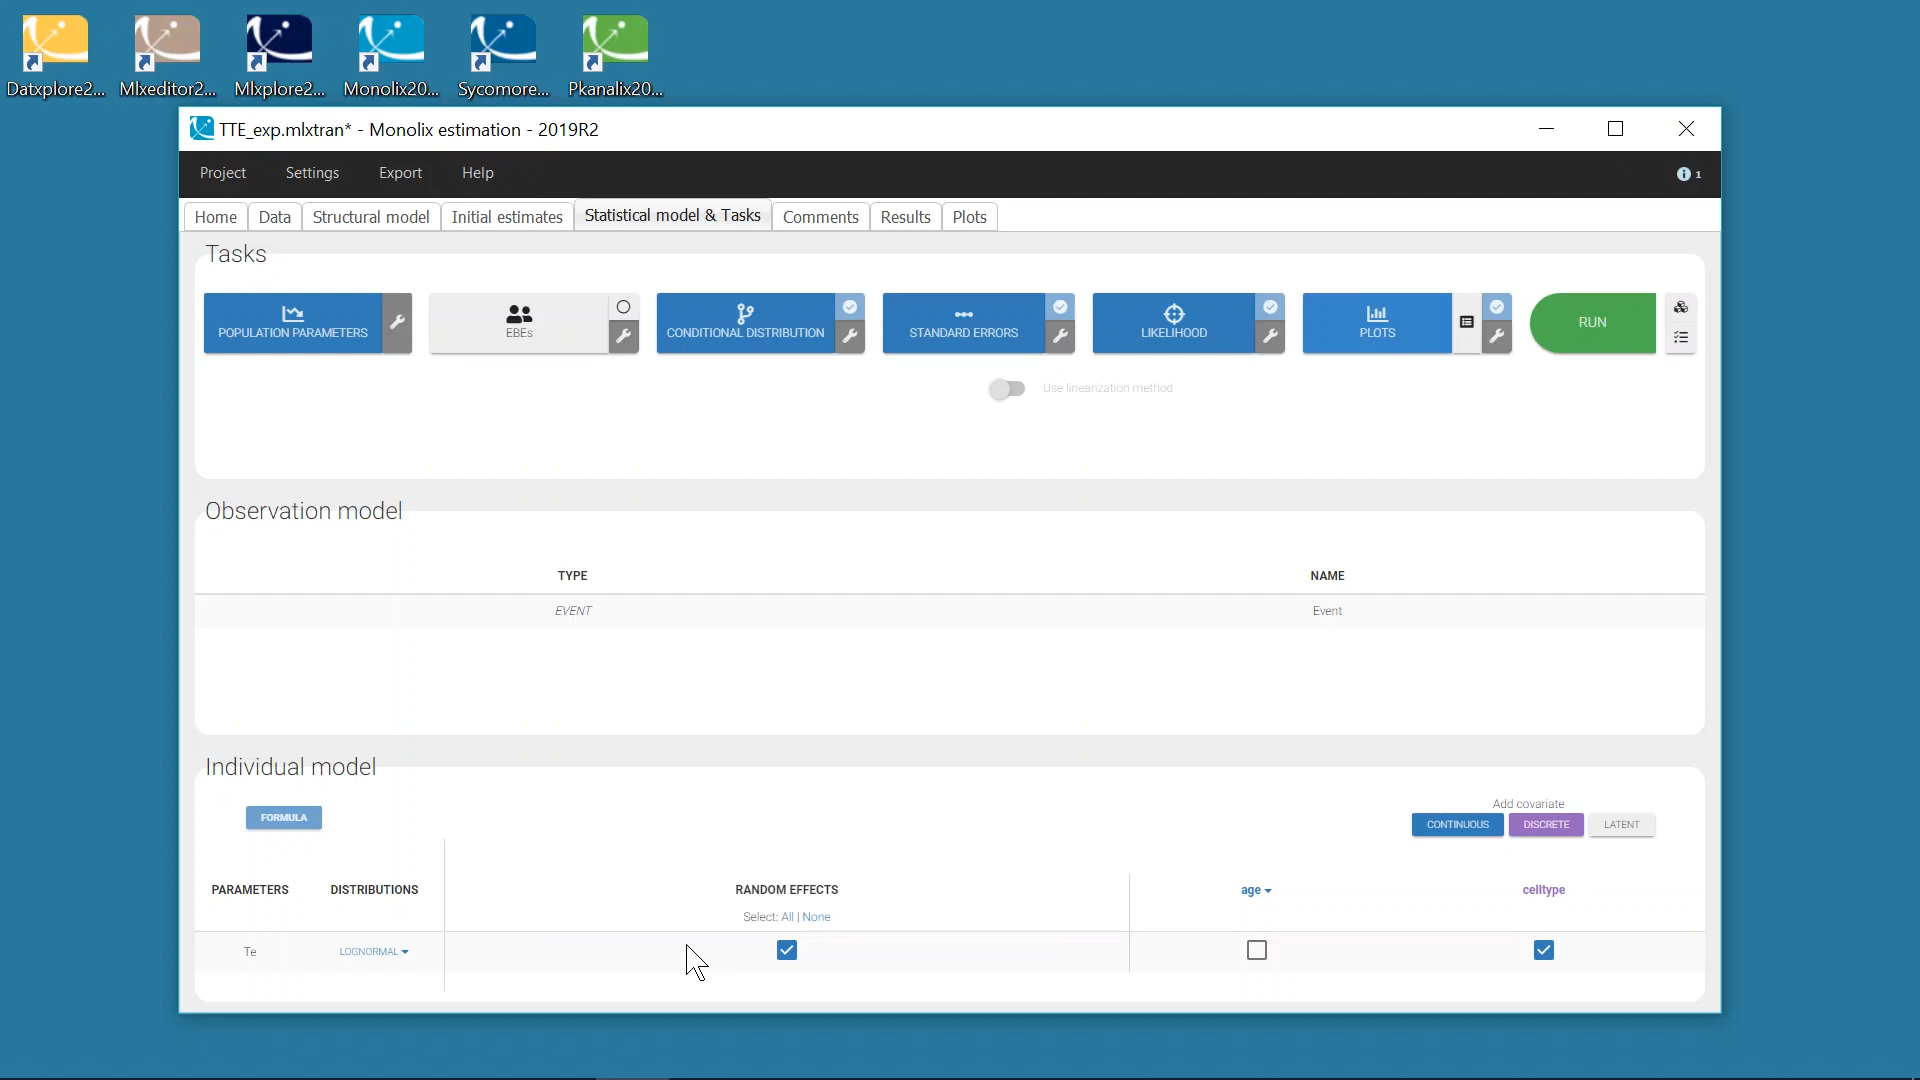 Datxplore2... Mlxeditor2... Mlxplore2... Monolix20... Sycomore... Pkanalix20...
TTE_exp.mlxtran* - Monolix estimation - 2019R2
Project Settings Export Help 1
Home Data Structural model Initial estimates Statistical model & Tasks Comments Results Plots
Tasks
POPULATION PARAMETERS EBEs CONDITIONAL DISTRIBUTION STANDARD ERRORS LIKELIHOOD PLOTS RUN
Use linearization method
Observation model
TYPE NAME
EVENT Event
Individual model
Add covariate
FORMULA CONTINUOUS DISCRETE LATENT
PARAMETERS DISTRIBUTIONS RANDOM EFFECTS age celltype
Select: All | None
Te LOGNORMAL